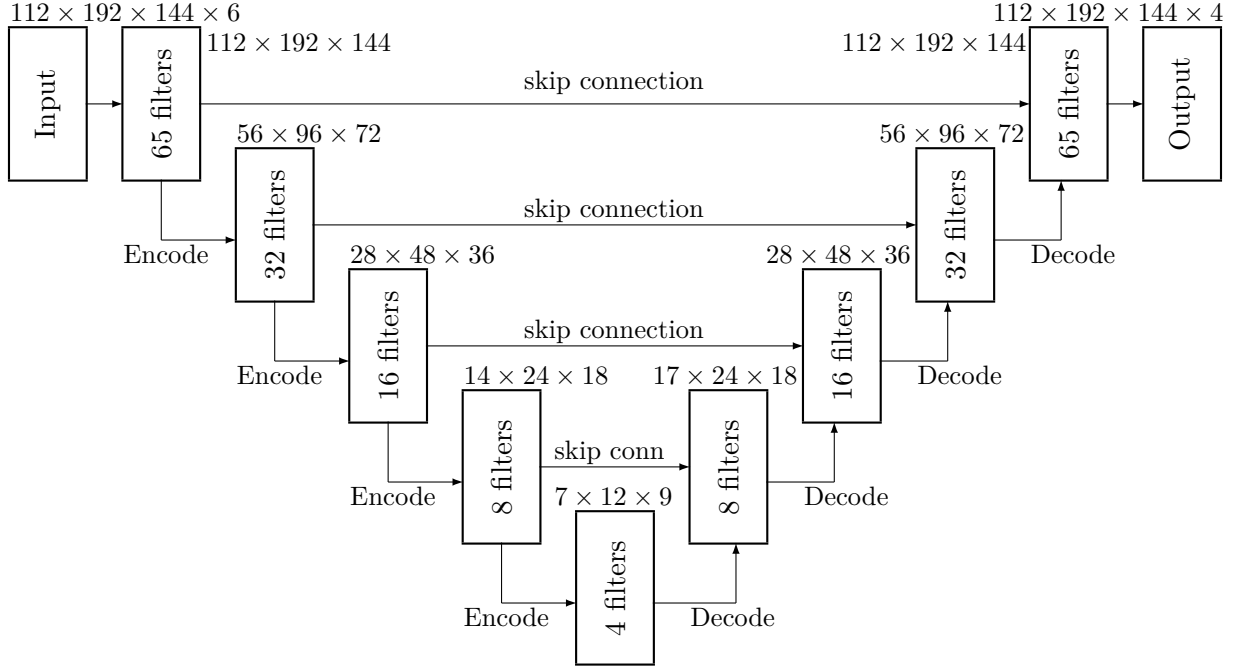 112 × 192 × 144 × 6
112 × 192 × 144 × 4
Input
65 filters
112 × 192 × 144
skip connection
112 × 192 × 144
65 filters
Output
Encode
56 × 96 × 72
32 filters
skip connection
56 × 96 × 72
32 filters
Decode
Encode
28 × 48 × 36
16 filters
skip connection
28 × 48 × 36
16 filters
Decode
Encode
14 × 24 × 18
8 filters
skip conn
17 × 24 × 18
8 filters
Decode
Encode
7 × 12 × 9
4 filters
Decode